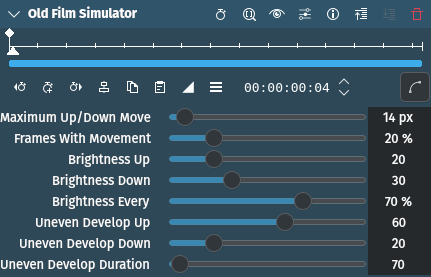 Old Film Simulator
00:00:00:04
Maximum Up/Down Move 14 px
Frames With Movement 20 %
Brightness Up 20
Brightness Down 30
Brightness Every 70 %
Uneven Develop Up 60
Uneven Develop Down 20
Uneven Develop Duration 70